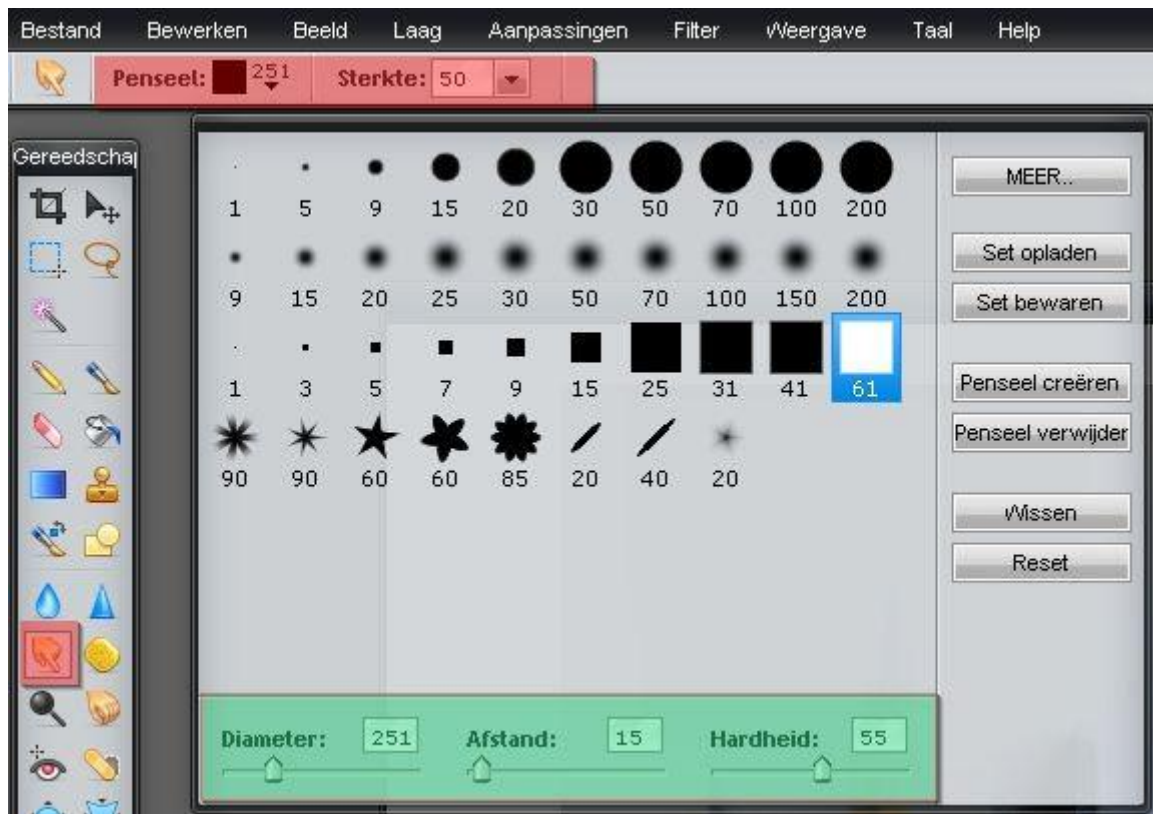 Bestand Bewerken Beeld Laag Aanpassingen Filter Weergave Taal Help
Penseel: 251 Sterkte: 50
Gereedschap
MEER..
1 5 9 15 20 30 50 70 100 200
Set opladen
9 15 20 25 30 50 70 100 150 200
Set bewaren
1 3 5 7 9 15 25 31 41 61
Penseel creëren
Penseel verwijder
90 90 60 60 85 20 40 20
Wissen
Reset
Diameter: 251 Afstand: 15 Hardheid: 55